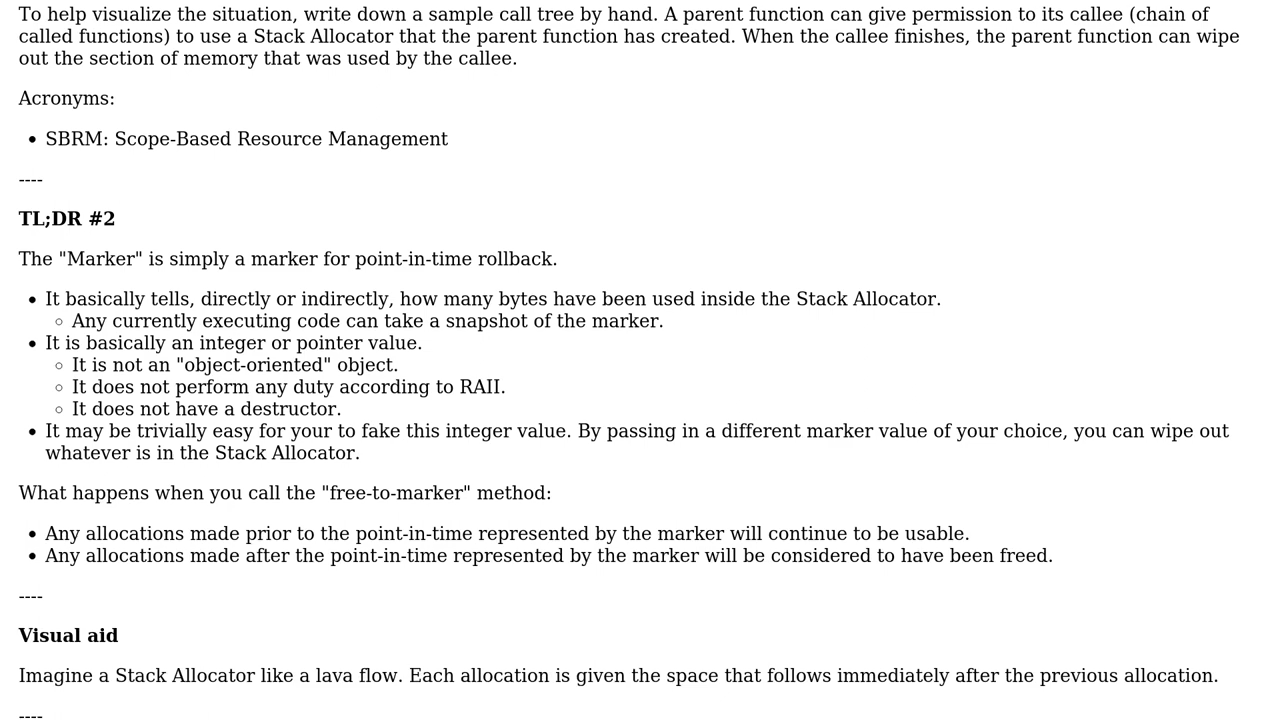 To help visualize the situation, write down a sample call tree by hand. A parent function can give permission to its callee (chain of
called functions) to use a Stack Allocator that the parent function has created. When the callee finishes, the parent function can wipe
out the section of memory that was used by the callee.
Acronyms:
• SBRM: Scope-Based Resource Management
----
TL;DR #2
The "Marker" is simply a marker for point-in-time rollback.
• It basically tells, directly or indirectly, how many bytes have been used inside the Stack Allocator.
◦ Any currently executing code can take a snapshot of the marker.
• It is basically an integer or pointer value.
◦ It is not an "object-oriented" object.
◦ It does not perform any duty according to RAII.
◦ It does not have a destructor.
• It may be trivially easy for your to fake this integer value. By passing in a different marker value of your choice, you can wipe out
whatever is in the Stack Allocator.
What happens when you call the "free-to-marker" method:
• Any allocations made prior to the point-in-time represented by the marker will continue to be usable.
• Any allocations made after the point-in-time represented by the marker will be considered to have been freed.
----
Visual aid
Imagine a Stack Allocator like a lava flow. Each allocation is given the space that follows immediately after the previous allocation.
----